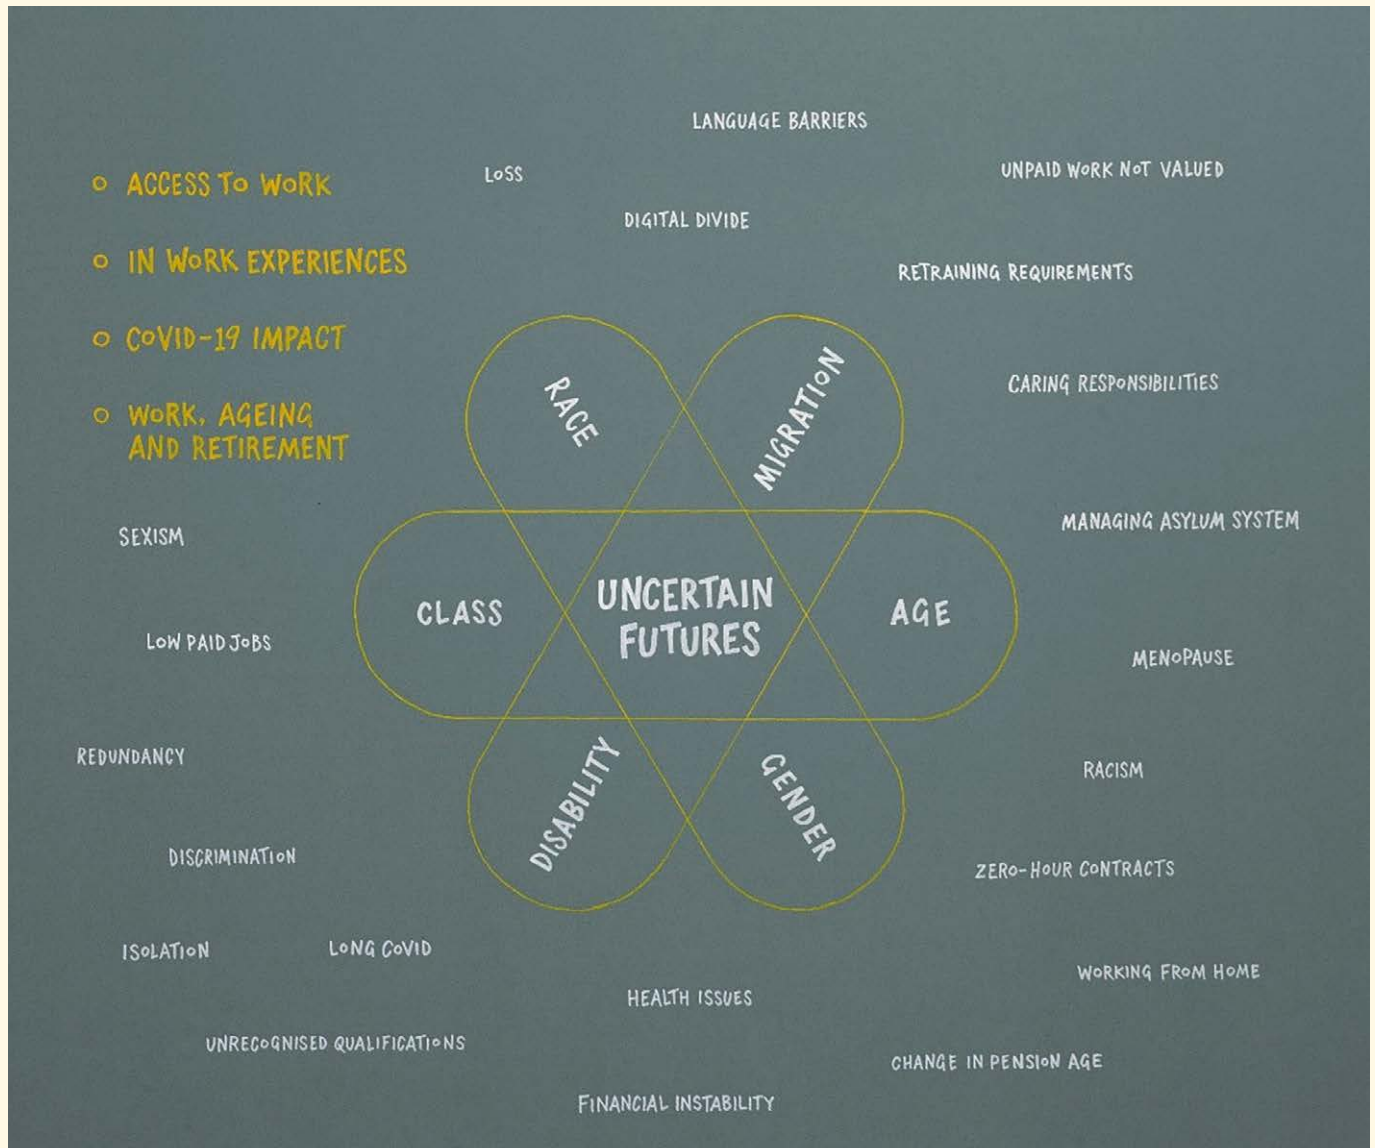 LANGUAGE BARRIERS
LOSS
UNPAID WORK NOT VALUED
DIGITAL DIVIDE
RETRAINING REQUIREMENTS
CARING RESPONSIBILITIES
MANAGING ASYLUM SYSTEM
MENOPAUSE
RACISM
ZERO-HOUR CONTRACTS
WORKING FROM HOME
CHANGE IN PENSION AGE
○ ACCESS TO WORK
○ IN WORK EXPERIENCES
○ COVID-19 IMPACT
○ WORK, AGEING
AND RETIREMENT
RACE
MIGRATION
CLASS
UNCERTAIN
FUTURES
AGE
DISABILITY
GENDER
SEXISM
LOW PAID JOBS
REDUNDANCY
DISCRIMINATION
ISOLATION
LONG COVID
HEALTH ISSUES
UNRECOGNISED QUALIFICATIONS
FINANCIAL INSTABILITY